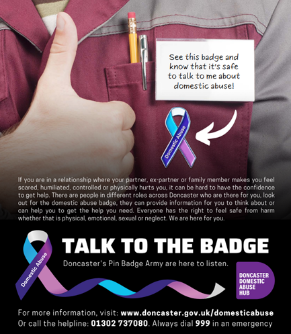 See this badge and
know that it's safe
to talk to me about
domestic abuse!
Domestic Abuse
If you are in a relationship where your partner, ex-partner or family member makes you feel
scared, humiliated, controlled or physically hurts you, it can be hard to have the confidence
to get help. There are people in different roles across Doncaster who are there for you, look
out for the domestic abuse badge, they can provide information for you to think about or
can help you to get the help you need. Everyone has the right to feel safe from harm
whether that is physical, emotional, sexual or neglect. We are here for you.
Domestic Abuse
TALK TO THE BADGE
Doncaster's Pin Badge Army are here to listen.
DONCASTER
DOMESTIC
ABUSE
HUB
For more information, visit: www.doncaster.gov.uk/domesticabuse
Or call the helpline: 01302 737080. Always dial 999 in an emergency